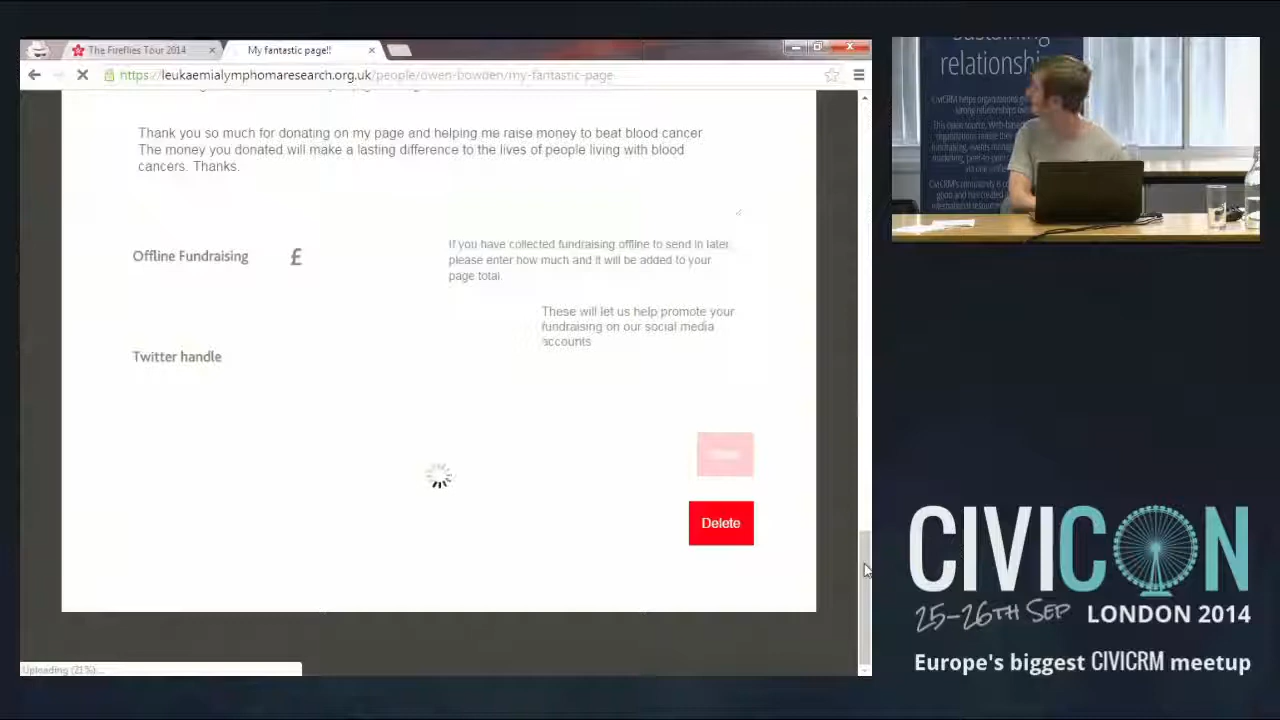 The Fireflies Tour 2014
My fantastic page!!
https://leukaemialymphomaresearch.org.uk/people/owen-bowden/my-fantastic-page
Thank you so much for donating on my page and helping me raise money to beat blood cancer
The money you donated will make a lasting difference to the lives of people living with blood
cancers. Thanks.
Offline Fundraising
£
If you have collected fundraising offline to send in later,
please enter how much and it will be added to your
page total.
These will let us help promote your
fundraising on our social media
accounts
Twitter handle
Delete
Uploading (21%)...
sustaining
relationships
CIVICON
25-26TH SEP LONDON 2014
Europe's biggest CIVICRM meetup